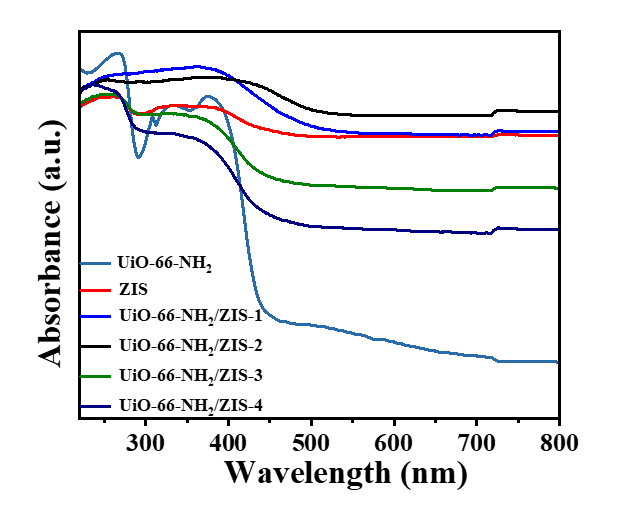 Absorbance (a.u.)
UiO-66-NH₂
ZIS
UiO-66-NH₂/ZIS-1
UiO-66-NH₂/ZIS-2
UiO-66-NH₂/ZIS-3
UiO-66-NH₂/ZIS-4
300 400 500 600 700 800
Wavelength (nm)